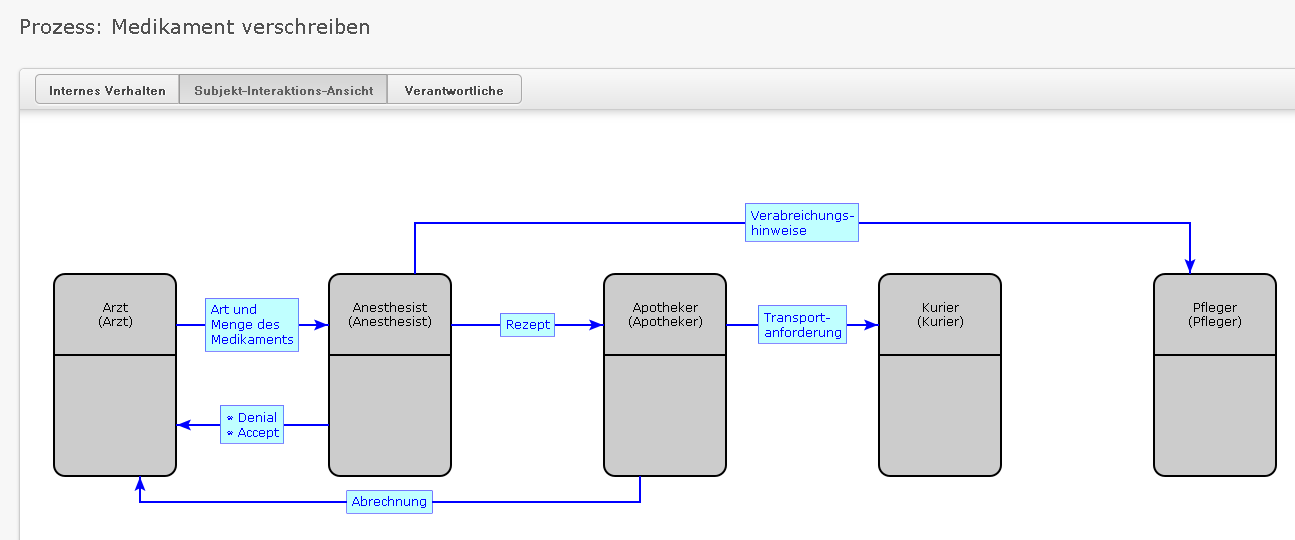 Prozess: Medikament verschreiben
Internes Verhalten
Subjekt-Interaktions-Ansicht
Verantwortliche
Verabreichungs-
hinweise
Arzt
(Arzt)
Art und
Menge des
Medikaments
Anesthesist
(Anesthesist)
Rezept
Apotheker
(Apotheker)
Transport-
anforderung
Kurier
(Kurier)
Pfleger
(Pfleger)
* Denial
* Accept
Abrechnung